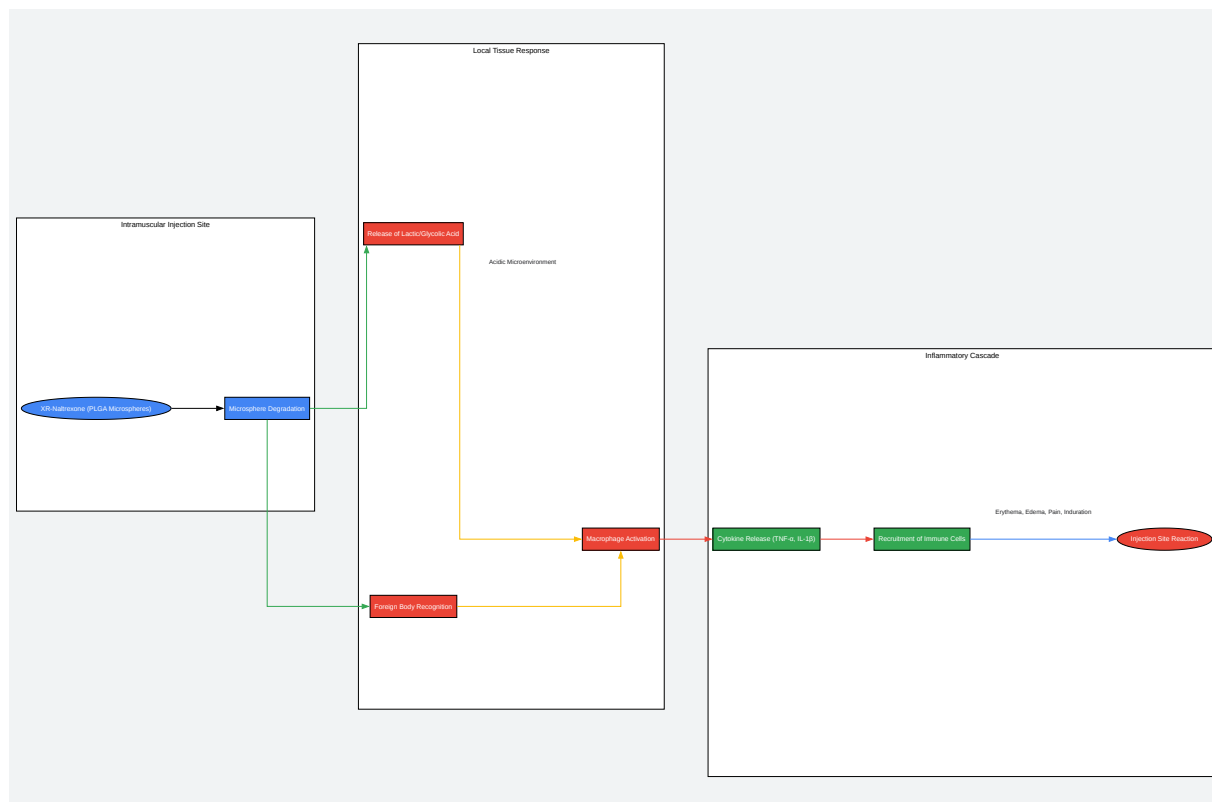 Intramuscular Injection Site
XR-Naltrexone (PLGA Microspheres)
Microsphere Degradation
Local Tissue Response
Release of Lactic/Glycolic Acid
Acidic Microenvironment
Macrophage Activation
Foreign Body Recognition
Inflammatory Cascade
Cytokine Release (TNF-α, IL-1β)
Recruitment of Immune Cells
Erythema, Edema, Pain, Induration
Injection Site Reaction